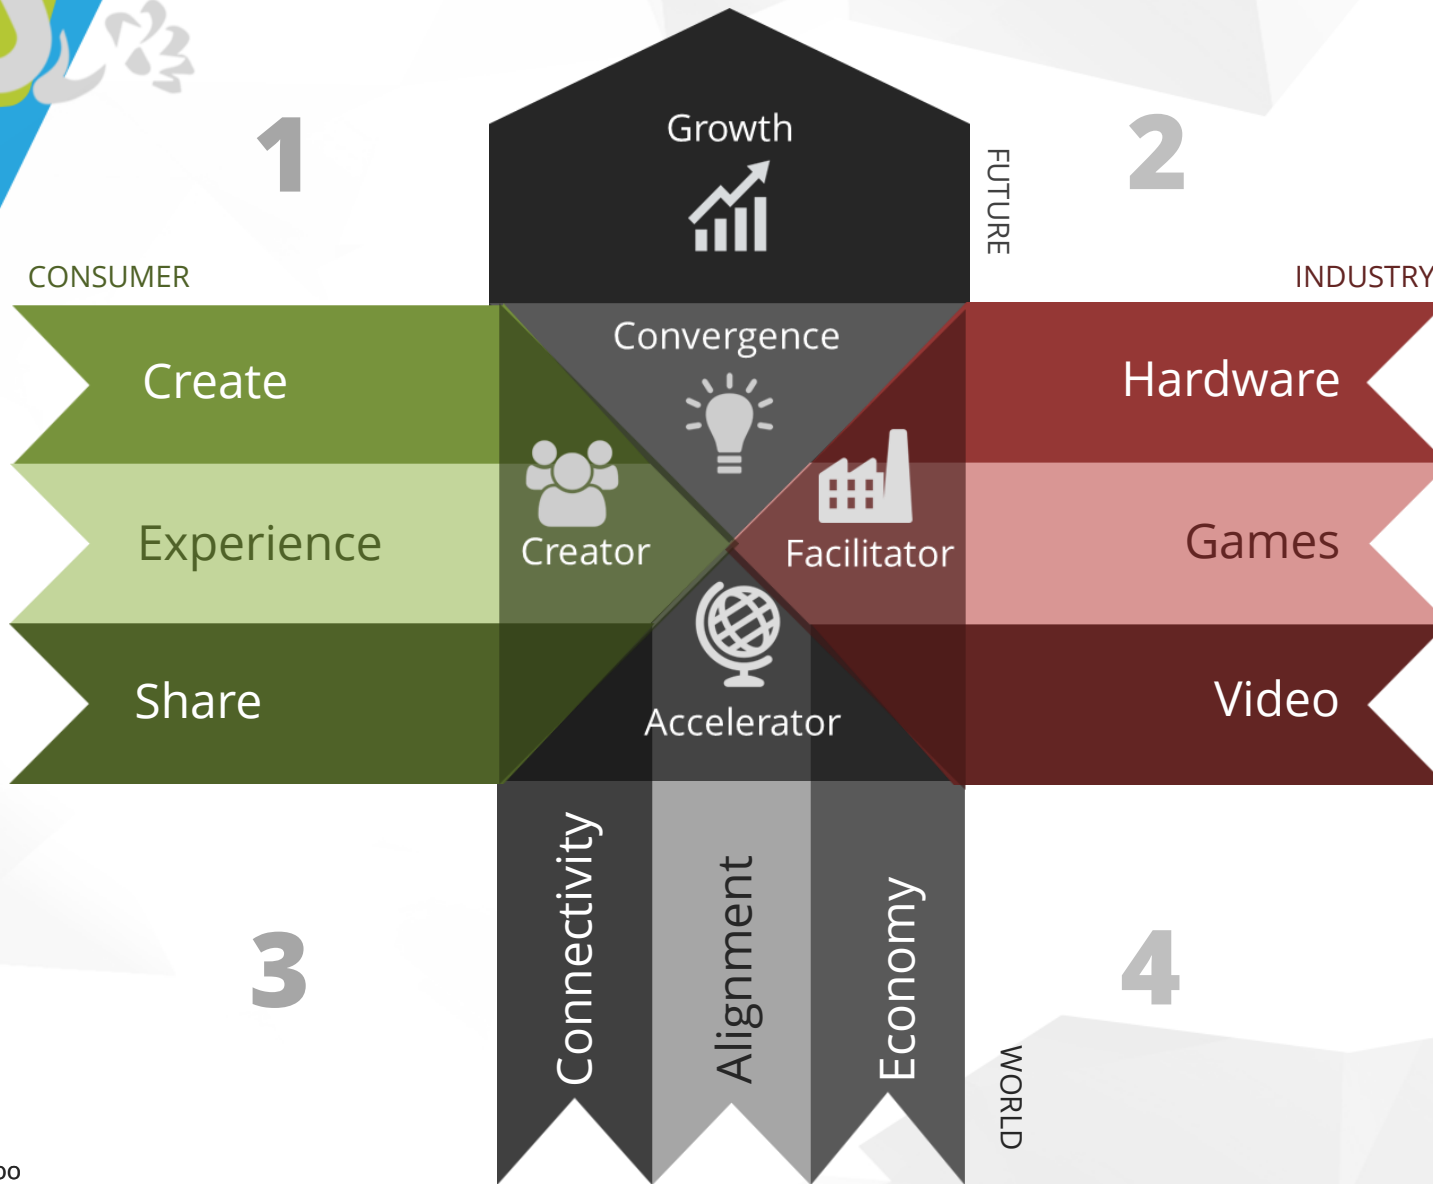 1
Growth
FUTURE
2
CONSUMER
INDUSTRY
Create
Convergence
Hardware
Experience
Creator
Facilitator
Games
Share
Accelerator
Video
Connectivity
Alignment
Economy
3
4
WORLD
oo